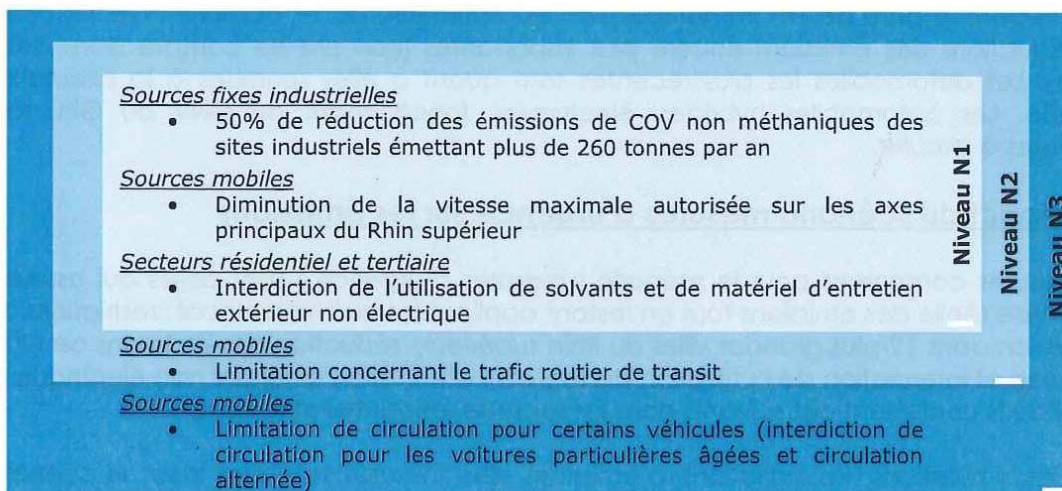 Sources fixes industrielles
• 50% de réduction des émissions de COV non méthaniques des
sites industriels émettant plus de 260 tonnes par an
Sources mobiles
• Diminution de la vitesse maximale autorisée sur les axes
principaux du Rhin supérieur
Secteurs résidentiel et tertiaire
• Interdiction de l'utilisation de solvants et de matériel d'entretien
extérieur non électrique
Sources mobiles
• Limitation concernant le trafic routier de transit
Sources mobiles
• Limitation de circulation pour certains véhicules (interdiction de
circulation pour les voitures particulières âgées et circulation
alternée)
Niveau N1
Niveau N2
Niveau N3